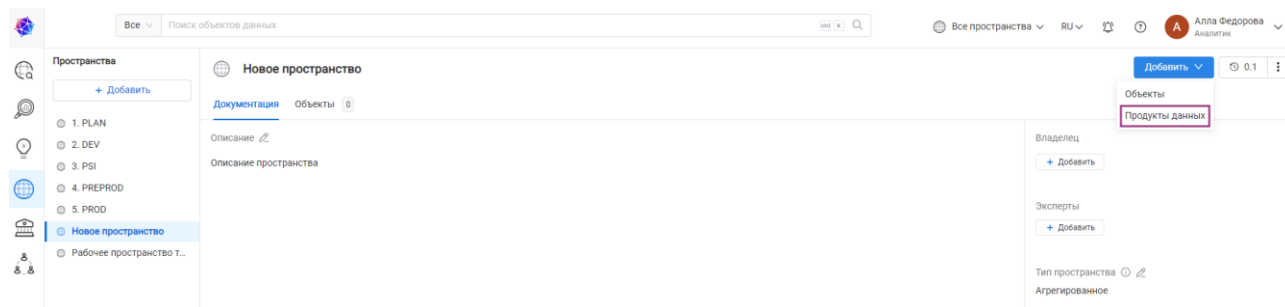 Все
Поиск объектов данных
Все пространства
RU
А
Алла Федорова
Аналитик
Пространства
+ Добавить
1. PLAN
2. DEV
3. PSI
4. PREPROD
5. PROD
Новое пространство
Рабочее пространство т...
Новое пространство
Добавить
0.1
Объекты
Продукты данных
Документация
Объекты 0
Описание
Описание пространства
Владелец
+ Добавить
Эксперты
+ Добавить
Тип пространства
Агрегированное